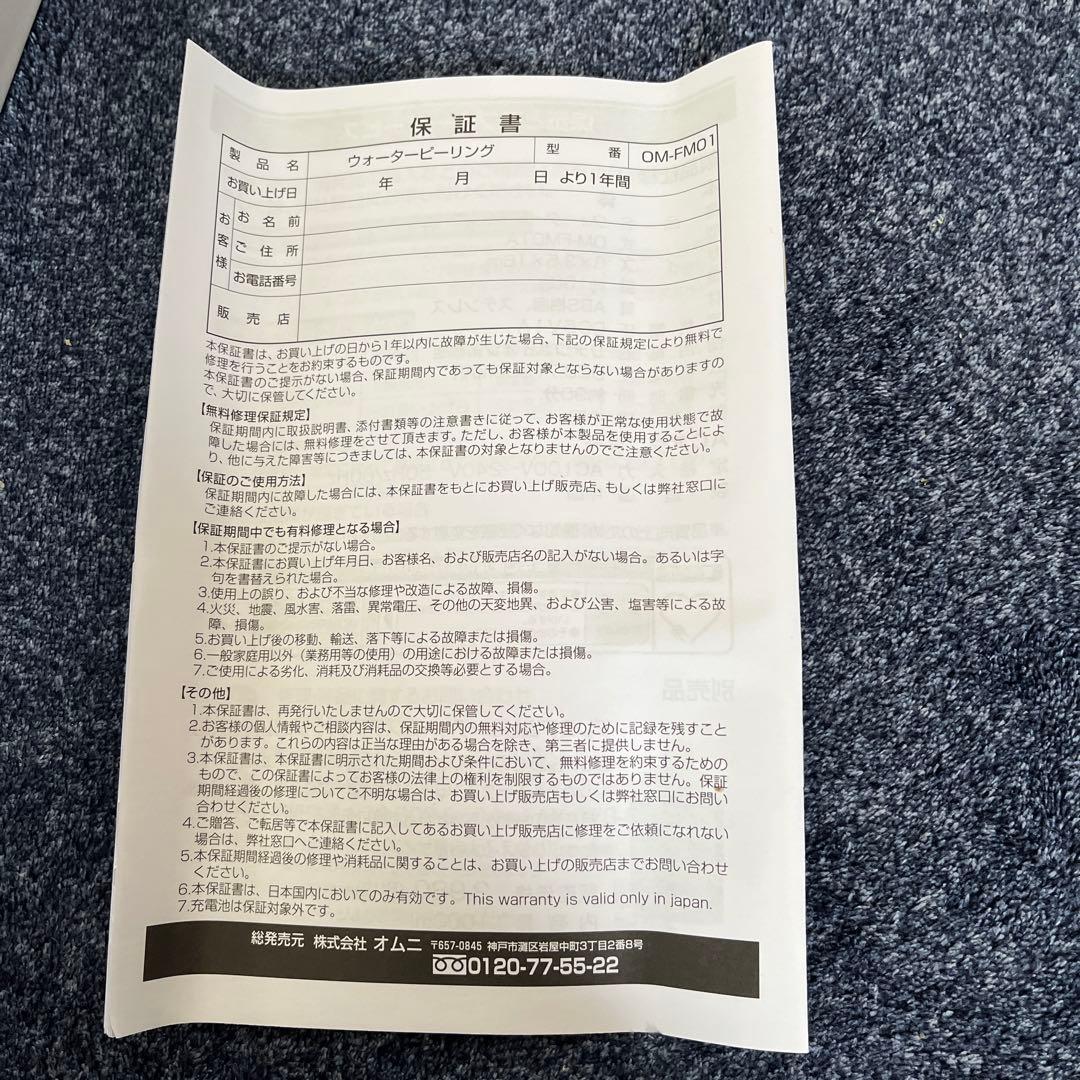 保証書
製品名 ウォーターピーリング 型番 OM-FM01
お買い上げ日 年 月 日 より1年間
お客様 お名前
ご住所
お電話番号
販売店
本保証書は、お買い上げの日から1年以内に故障が生じた場合、下記の保証規定により無料で
修理を行うことをお約束するものです。
本保証書のご提示がない場合、保証期間内であっても保証対象とならない場合がありますの
で、大切に保管してください。
【無料修理保証規定】
保証期間内に取扱説明書、添付書類等の注意書きに従って、お客様が正常な使用状態で故
障した場合には、無料修理をさせて頂きます。ただし、お客様が本製品を使用することによ
り、他に与えた障害等につきましては、本保証書の対象となりませんのでご注意ください。
【保証のご使用方法】
保証期間内に故障した場合には、本保証書をもとにお買い上げ販売店、もしくは弊社窓口に
ご連絡ください。
【保証期間中でも有料修理となる場合】
1.本保証書のご提示がない場合。
2.本保証書にお買い上げ年月日、お客様名、および販売店名の記入がない場合。あるいは字
句を書替えられた場合。
3.使用上の誤り、および不当な修理や改造による故障、損傷。
4.火災、地震、風水害、落雷、異常電圧、その他の天変地異、および公害、塩害等による故
障、損傷。
5.お買い上げ後の移動、輸送、落下等による故障または損傷。
6.一般家庭用以外（業務用等の使用）の用途における故障または損傷。
7.ご使用による劣化、消耗及び消耗品の交換等必要とする場合。
【その他】
1.本保証書は、再発行いたしませんので大切に保管してください。
2.お客様の個人情報やご相談内容は、保証期間内の無料対応や修理のために記録を残すこと
があります。これらの内容は正当な理由がある場合を除き、第三者に提供しません。
3.本保証書は、本保証書に明示された期間および条件において、無料修理を約束するための
もので、この保証書によってお客様の法律上の権利を制限するものではありません。保証
期間経過後の修理についてご不明な場合は、お買い上げ販売店もしくは弊社窓口にお問い
合わせください。
4.ご贈答、ご転居等で本保証書に記入してあるお買い上げ販売店に修理をご依頼になれない
場合は、弊社窓口へご連絡ください。
5.本保証期間経過後の修理や消耗品に関することは、お買い上げの販売店までお問い合わせ
ください。
6.本保証書は、日本国内においてのみ有効です。This warranty is valid only in japan.
7.充電池は保証対象外です。
総発売元 株式会社 オムニ 〒657-0845 神戸市灘区岩屋中町3丁目2番8号
0120-77-55-22